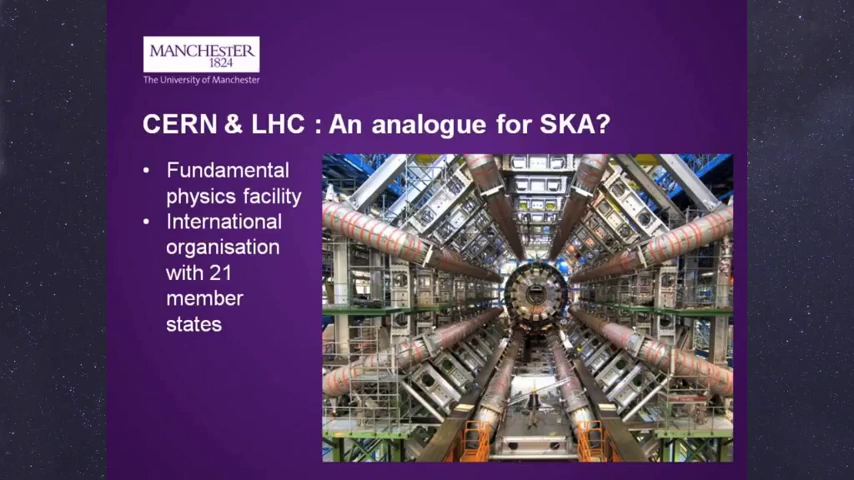 MANCHESTER
1824
The University of Manchester
CERN & LHC : An analogue for SKA?
• Fundamental
physics facility
• International
organisation
with 21
member
states